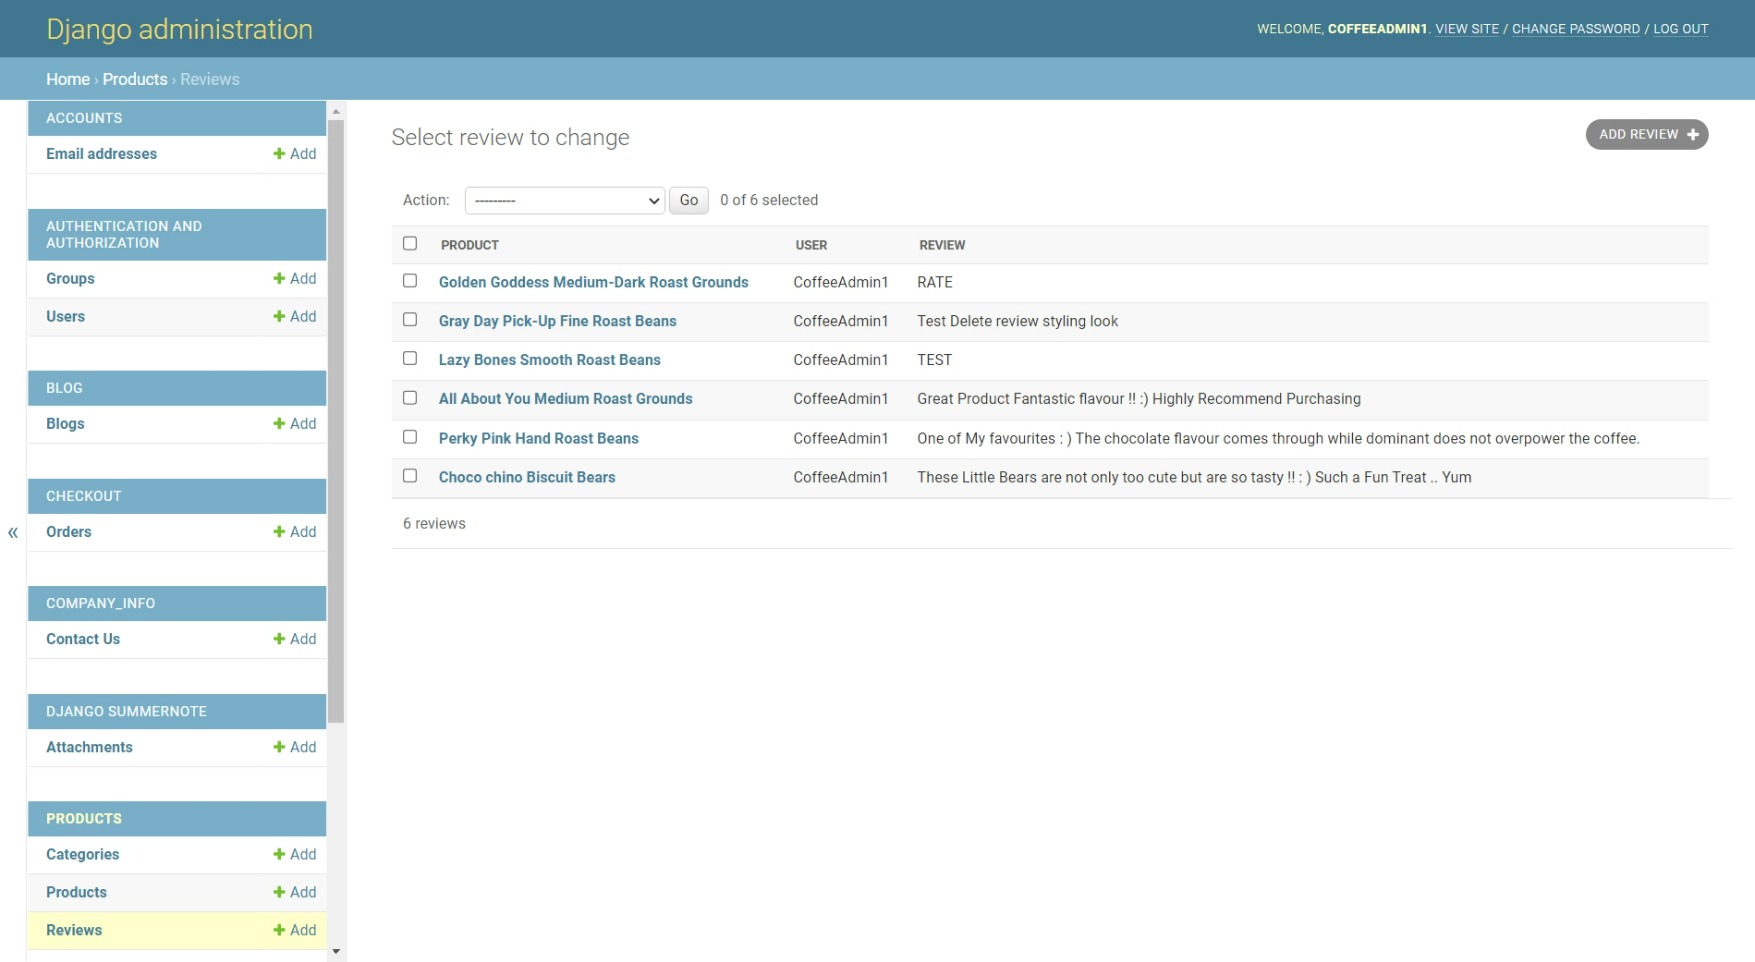 Django administration
WELCOME, COFFEEADMIN1. VIEW SITE / CHANGE PASSWORD / LOG OUT
Home › Products › Reviews
ACCOUNTS
Email addresses + Add
AUTHENTICATION AND
AUTHORIZATION
Groups + Add
Users + Add
BLOG
Blogs + Add
CHECKOUT
Orders + Add
COMPANY_INFO
Contact Us + Add
DJANGO SUMMERNOTE
Attachments + Add
PRODUCTS
Categories + Add
Products + Add
Reviews + Add
«
Select review to change
ADD REVIEW +
Action: --------- Go 0 of 6 selected
PRODUCT USER REVIEW
Golden Goddess Medium-Dark Roast Grounds CoffeeAdmin1 RATE
Gray Day Pick-Up Fine Roast Beans CoffeeAdmin1 Test Delete review styling look
Lazy Bones Smooth Roast Beans CoffeeAdmin1 TEST
All About You Medium Roast Grounds CoffeeAdmin1 Great Product Fantastic flavour !! :) Highly Recommend Purchasing
Perky Pink Hand Roast Beans CoffeeAdmin1 One of My favourites : ) The chocolate flavour comes through while dominant does not overpower the coffee.
Choco chino Biscuit Bears CoffeeAdmin1 These Little Bears are not only too cute but are so tasty !! : ) Such a Fun Treat .. Yum
6 reviews